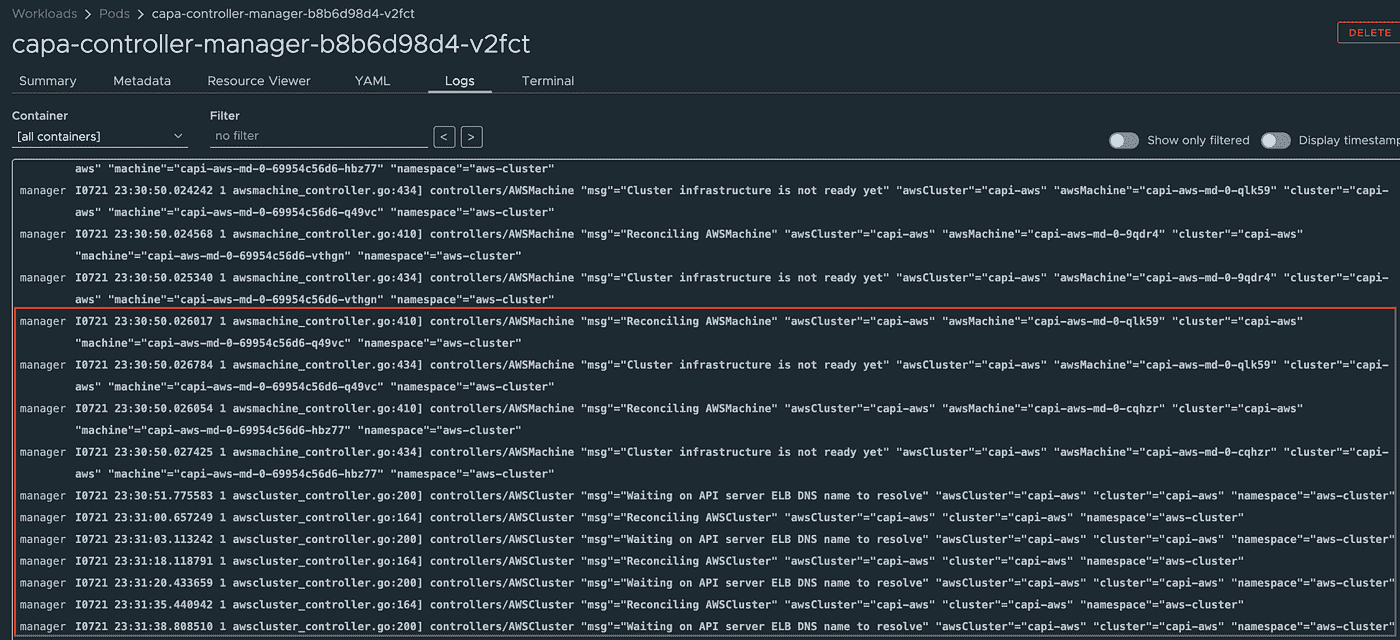 Workloads > Pods > capa-controller-manager-b8b6d98d4-v2fct
capa-controller-manager-b8b6d98d4-v2fct
DELETE
Summary Metadata Resource Viewer YAML Logs Terminal
Container Filter
[all containers] no filter < > Show only filtered Display timestamp
aws" "machine"="capi-aws-md-0-69954c56d6-hbz77" "namespace"="aws-cluster"
manager I0721 23:30:50.024242 1 awsmachine_controller.go:434] controllers/AWSMachine "msg"="Cluster infrastructure is not ready yet" "awsCluster"="capi-aws" "awsMachine"="capi-aws-md-0-qlk59" "cluster"="capi-
aws" "machine"="capi-aws-md-0-69954c56d6-q49vc" "namespace"="aws-cluster"
manager I0721 23:30:50.024568 1 awsmachine_controller.go:410] controllers/AWSMachine "msg"="Reconciling AWSMachine" "awsCluster"="capi-aws" "awsMachine"="capi-aws-md-0-9qdr4" "cluster"="capi-aws"
"machine"="capi-aws-md-0-69954c56d6-vthgn" "namespace"="aws-cluster"
manager I0721 23:30:50.025340 1 awsmachine_controller.go:434] controllers/AWSMachine "msg"="Cluster infrastructure is not ready yet" "awsCluster"="capi-aws" "awsMachine"="capi-aws-md-0-9qdr4" "cluster"="capi-
aws" "machine"="capi-aws-md-0-69954c56d6-vthgn" "namespace"="aws-cluster"
manager I0721 23:30:50.026017 1 awsmachine_controller.go:410] controllers/AWSMachine "msg"="Reconciling AWSMachine" "awsCluster"="capi-aws" "awsMachine"="capi-aws-md-0-qlk59" "cluster"="capi-aws"
"machine"="capi-aws-md-0-69954c56d6-q49vc" "namespace"="aws-cluster"
manager I0721 23:30:50.026784 1 awsmachine_controller.go:434] controllers/AWSMachine "msg"="Cluster infrastructure is not ready yet" "awsCluster"="capi-aws" "awsMachine"="capi-aws-md-0-qlk59" "cluster"="capi-
aws" "machine"="capi-aws-md-0-69954c56d6-q49vc" "namespace"="aws-cluster"
manager I0721 23:30:50.026054 1 awsmachine_controller.go:410] controllers/AWSMachine "msg"="Reconciling AWSMachine" "awsCluster"="capi-aws" "awsMachine"="capi-aws-md-0-cqhzr" "cluster"="capi-aws"
"machine"="capi-aws-md-0-69954c56d6-hbz77" "namespace"="aws-cluster"
manager I0721 23:30:50.027425 1 awsmachine_controller.go:434] controllers/AWSMachine "msg"="Cluster infrastructure is not ready yet" "awsCluster"="capi-aws" "awsMachine"="capi-aws-md-0-cqhzr" "cluster"="capi-
aws" "machine"="capi-aws-md-0-69954c56d6-hbz77" "namespace"="aws-cluster"
manager I0721 23:30:51.775583 1 awscluster_controller.go:200] controllers/AWSCluster "msg"="Waiting on API server ELB DNS name to resolve" "awsCluster"="capi-aws" "cluster"="capi-aws" "namespace"="aws-cluster"
manager I0721 23:31:00.657249 1 awscluster_controller.go:164] controllers/AWSCluster "msg"="Reconciling AWSCluster" "awsCluster"="capi-aws" "cluster"="capi-aws" "namespace"="aws-cluster"
manager I0721 23:31:03.113242 1 awscluster_controller.go:200] controllers/AWSCluster "msg"="Waiting on API server ELB DNS name to resolve" "awsCluster"="capi-aws" "cluster"="capi-aws" "namespace"="aws-cluster"
manager I0721 23:31:18.118791 1 awscluster_controller.go:164] controllers/AWSCluster "msg"="Reconciling AWSCluster" "awsCluster"="capi-aws" "cluster"="capi-aws" "namespace"="aws-cluster"
manager I0721 23:31:20.433659 1 awscluster_controller.go:200] controllers/AWSCluster "msg"="Waiting on API server ELB DNS name to resolve" "awsCluster"="capi-aws" "cluster"="capi-aws" "namespace"="aws-cluster"
manager I0721 23:31:35.440942 1 awscluster_controller.go:164] controllers/AWSCluster "msg"="Reconciling AWSCluster" "awsCluster"="capi-aws" "cluster"="capi-aws" "namespace"="aws-cluster"
manager I0721 23:31:38.808510 1 awscluster_controller.go:200] controllers/AWSCluster "msg"="Waiting on API server ELB DNS name to resolve" "awsCluster"="capi-aws" "cluster"="capi-aws" "namespace"="aws-cluster"